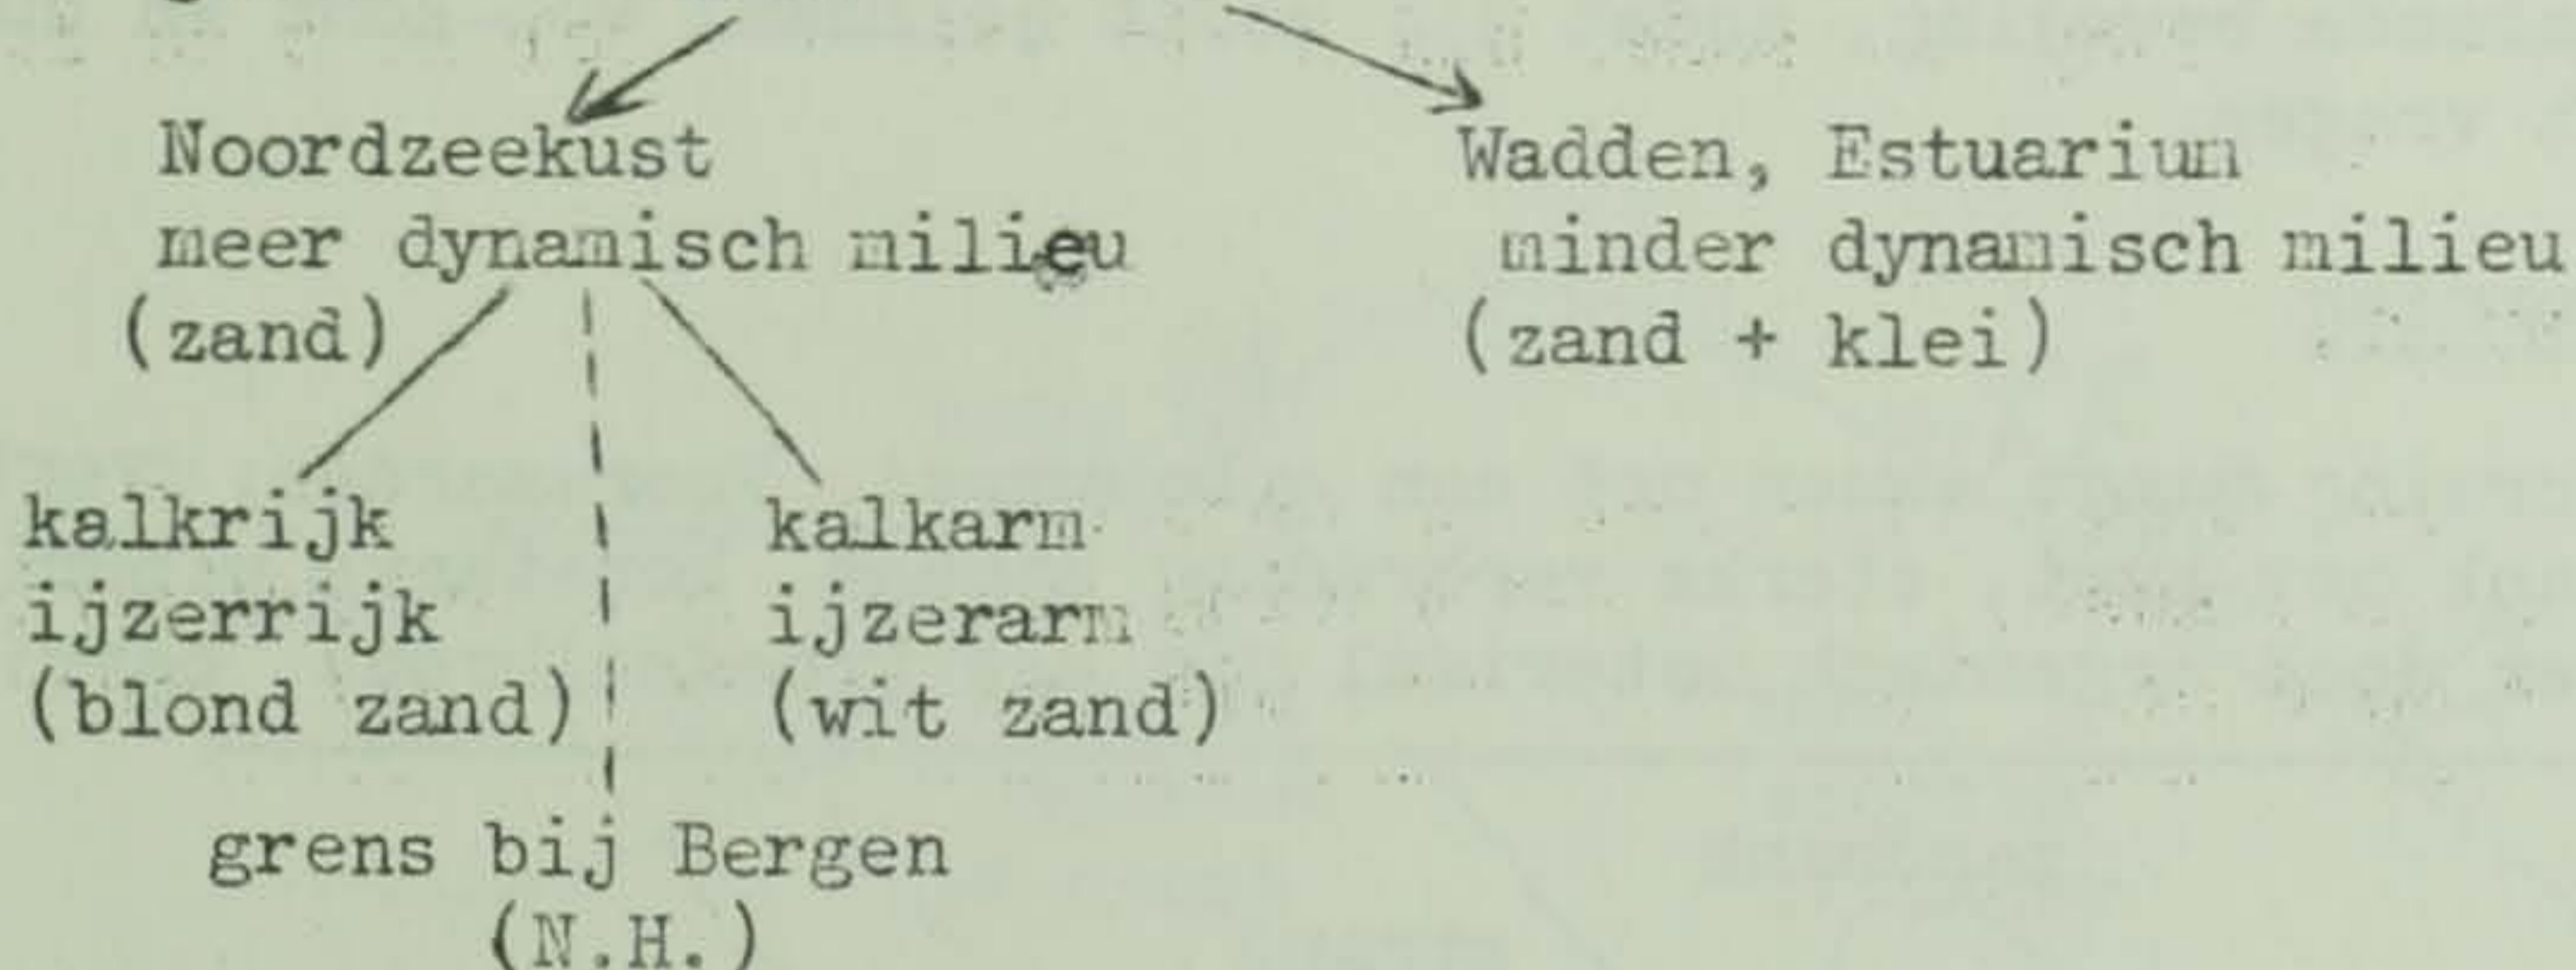 Noordzeekust
meer dynamisch milieu
(zand)
Wadden, Estuarium
minder dynamisch milieu
(zand + klei)
kalkrijk
ijzerrijk
(blond zand)
kalkarm
ijzerarm
(wit zand)
grens bij Bergen
(N.H.)